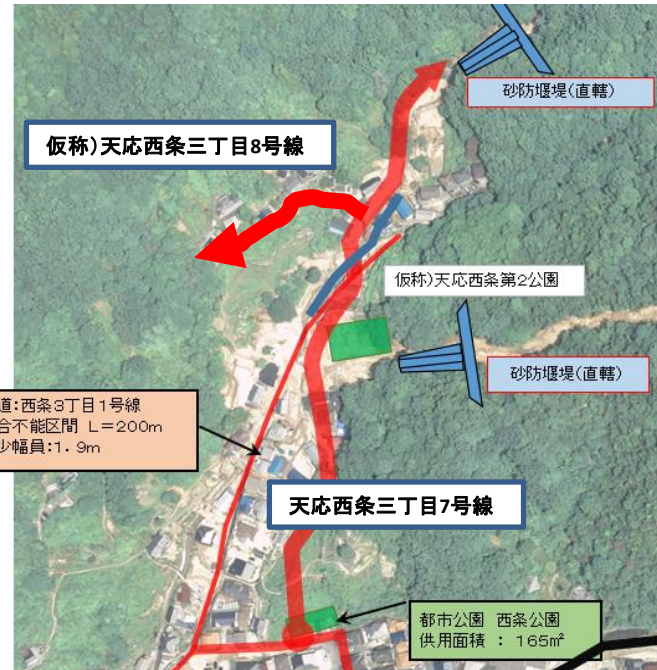 砂防堰堤(直轄)
仮称)天応西条三丁目8号線
仮称)天応西条第2公園
砂防堰堤(直轄)
道:西条3丁目1号線
合不能区間 L=200m
少幅員:1.9m
天応西条三丁目7号線
都市公園 西条公園
供用面積 : 165㎡